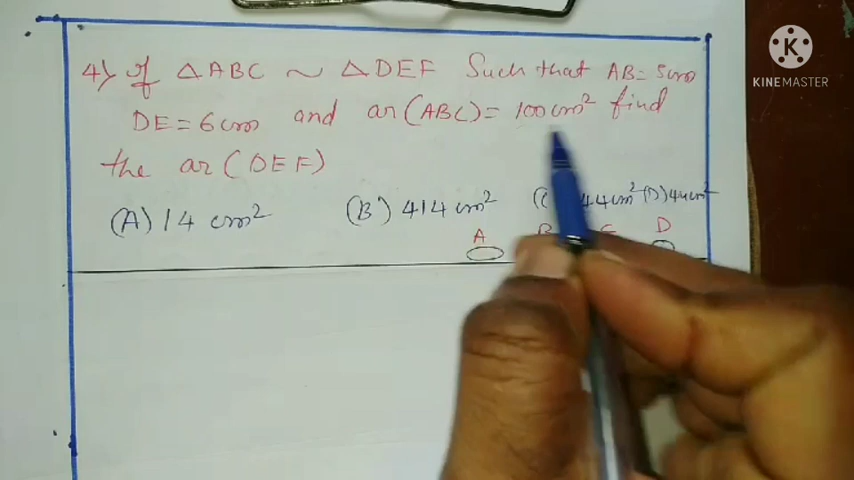 4) If △ABC ~ △DEF Such that AB = 5cm
DE = 6cm and ar(ABC) = 100cm² find
the ar(DEF)
(A) 14 cm² (B) 414 cm² 44cm² (D) 44cm²
A D
K
KINEMASTER